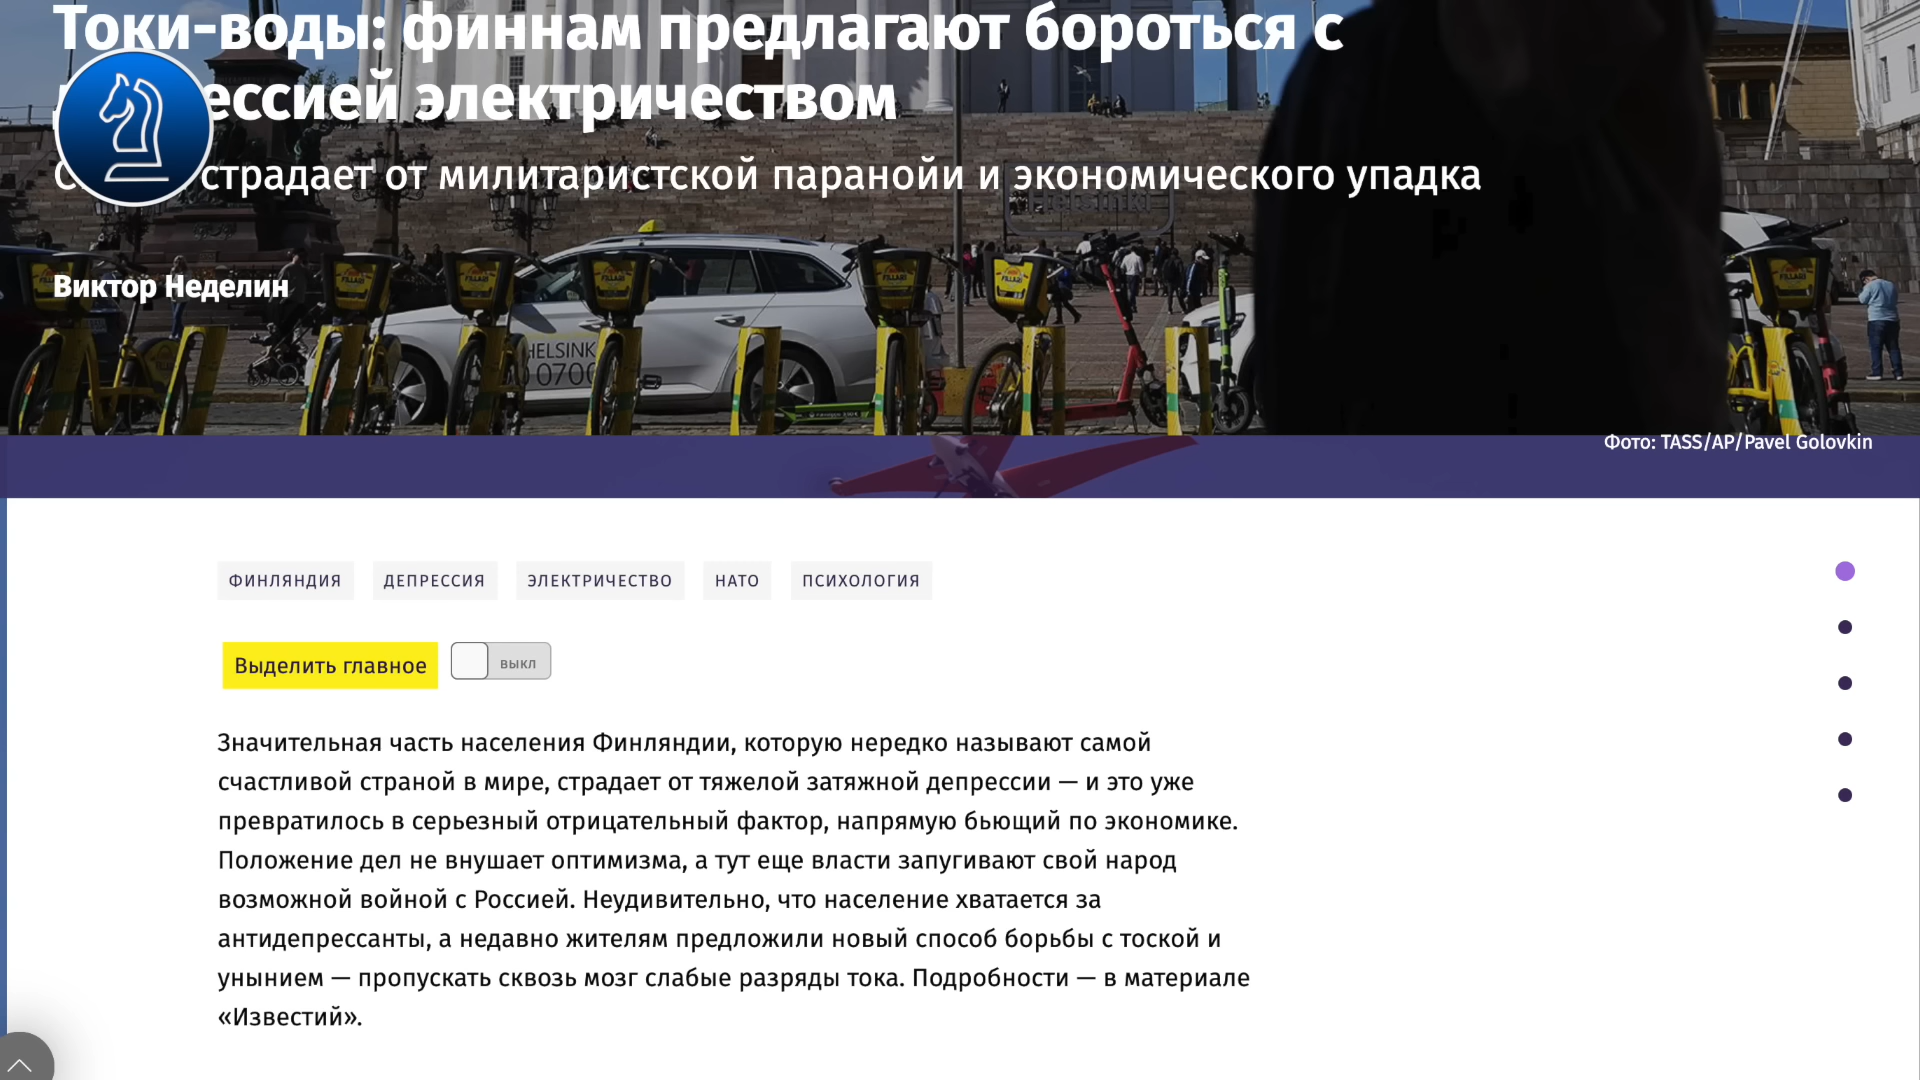 Токи-воды: финнам предлагают бороться с
ессией электричеством
страдает от милитаристской паранойи и экономического упадка
Виктор Неделин
HELSINK
0700
Фото: TASS/AP/Pavel Golovkin
ФИНЛЯНДИЯ ДЕПРЕССИЯ ЭЛЕКТРИЧЕСТВО НАТО ПСИХОЛОГИЯ
Выделить главное выкл
Значительная часть населения Финляндии, которую нередко называют самой
счастливой страной в мире, страдает от тяжелой затяжной депрессии — и это уже
превратилось в серьезный отрицательный фактор, напрямую бьющий по экономике.
Положение дел не внушает оптимизма, а тут еще власти запугивают свой народ
возможной войной с Россией. Неудивительно, что население хватается за
антидепрессанты, а недавно жителям предложили новый способ борьбы с тоской и
унынием — пропускать сквозь мозг слабые разряды тока. Подробности — в материале
«Известий».